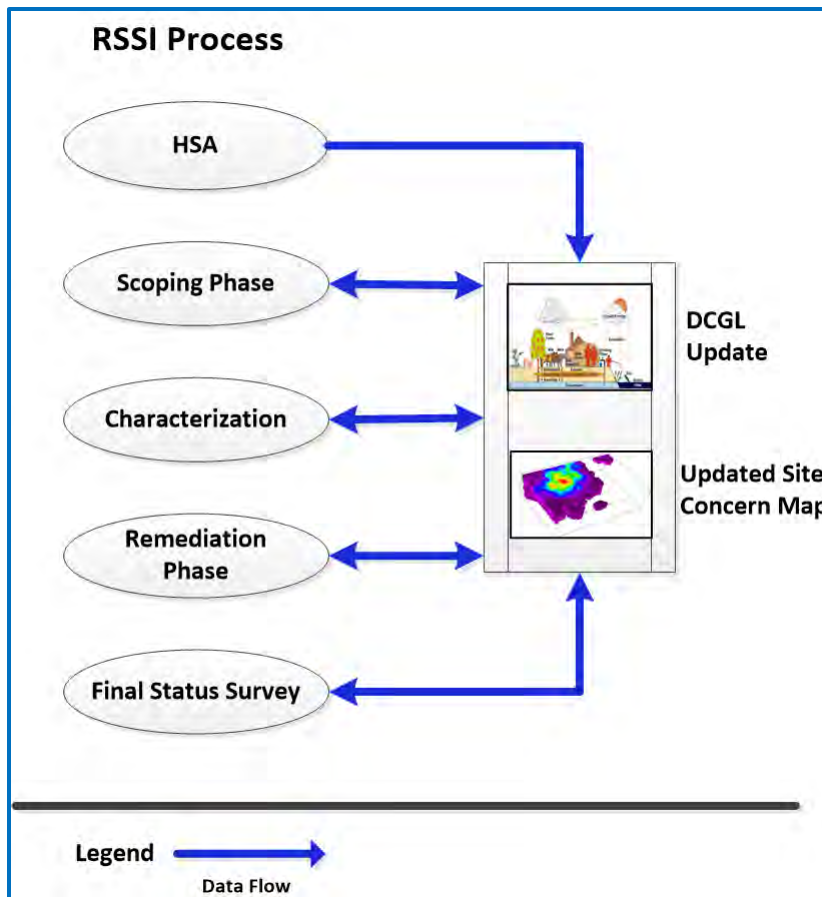 RSSI Process
HSA
Scoping Phase
DCGL
Update
Characterization
Updated Site
Concern Map
Remediation
Phase
Final Status Survey
Legend
Data Flow